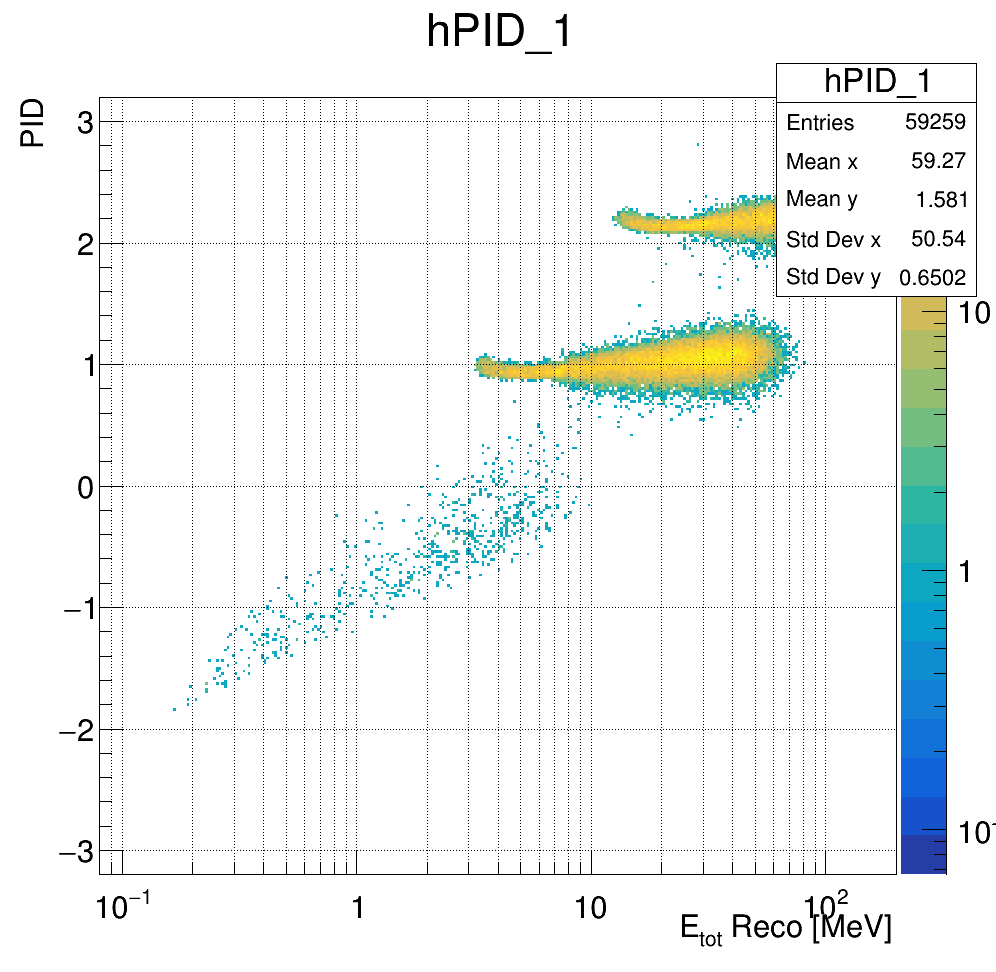 hPID_1
hPID_1
Entries 59259
Mean x 59.27
Mean y 1.581
Std Dev x 50.54
Std Dev y 0.6502
PID
3
2
1
0
−1
−2
−3
10
1
10⁻
10⁻¹
1
10
10²
E_tot Reco [MeV]